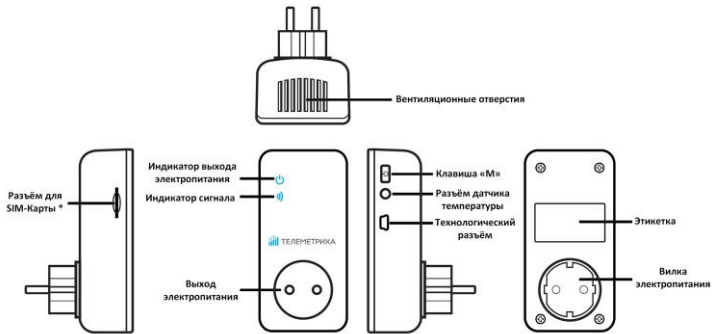 Вентиляционные отверстия
Разъём для
SIM-Карты *
Индикатор выхода
электропитания
Индикатор сигнала
ТЕЛЕМЕТРИКА
Выход
электропитания
Клавиша «М»
Разъём датчика
температуры
Технологический
разъём
Этикетка
Вилка
электропитания